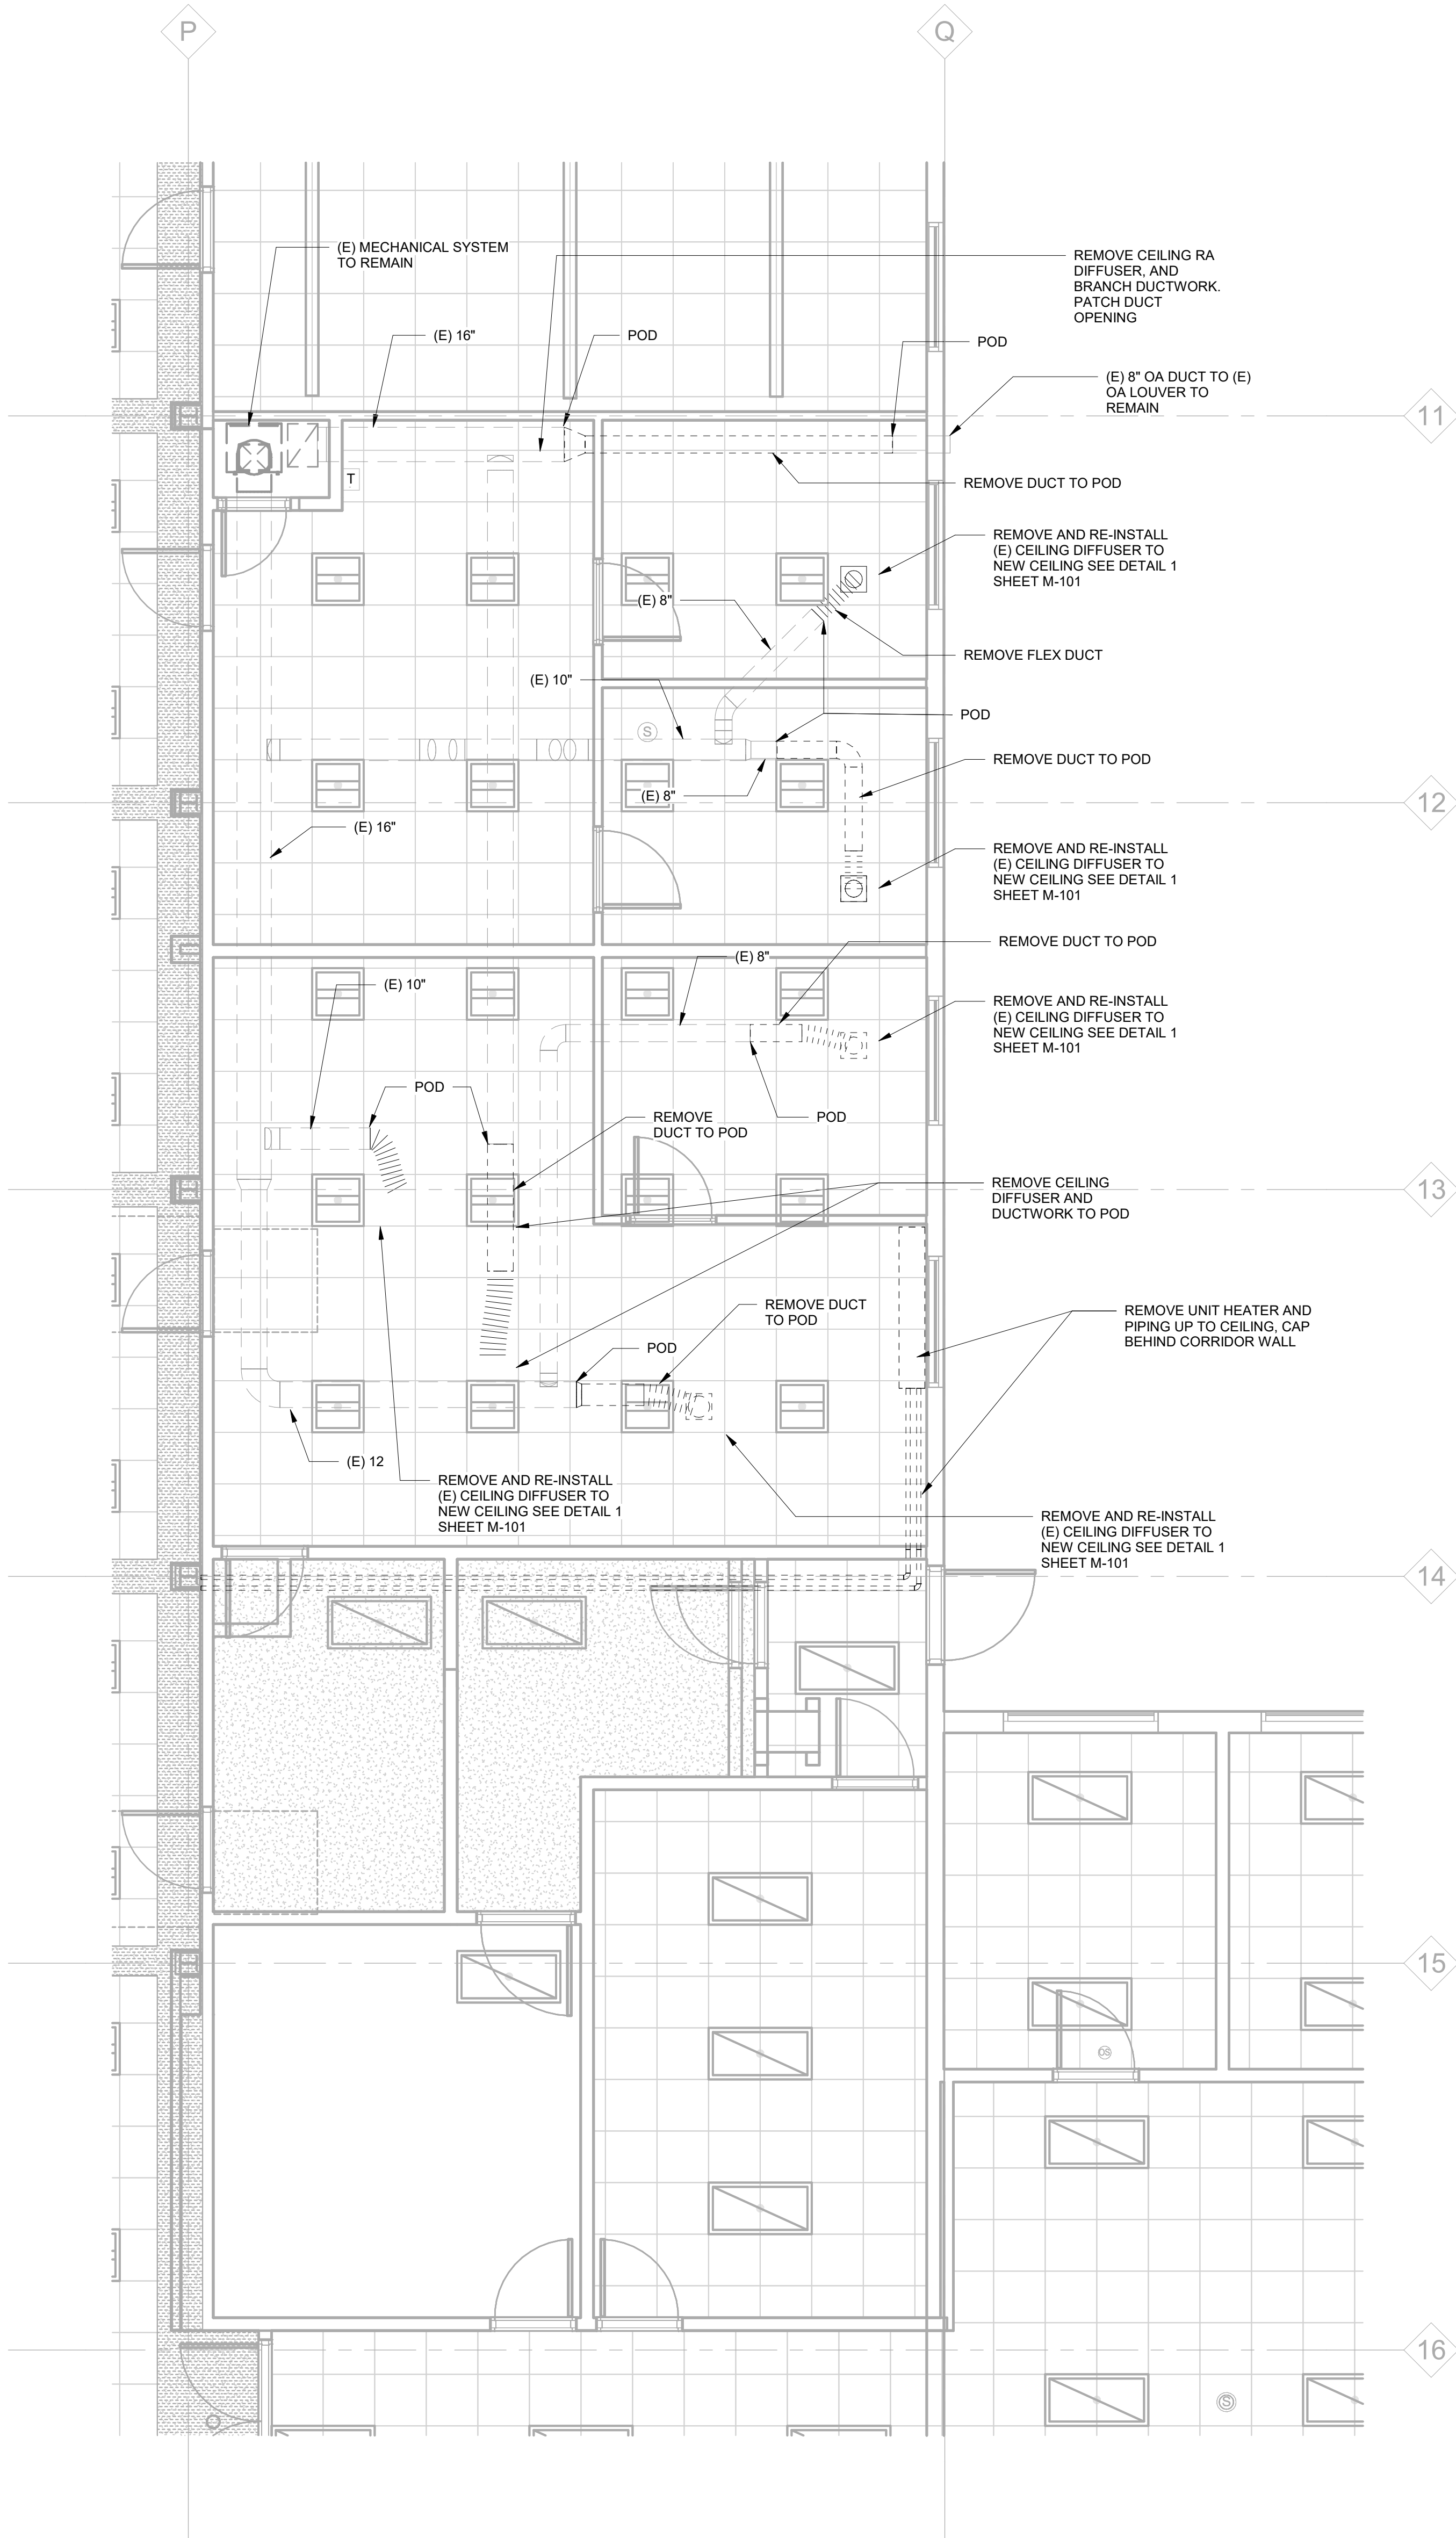 P
Q
(E) MECHANICAL SYSTEM
TO REMAIN
REMOVE CEILING RA
DIFFUSER, AND
BRANCH DUCTWORK.
PATCH DUCT
OPENING
(E) 16"
POD
POD
(E) 8" OA DUCT TO (E)
OA LOUVER TO
REMAIN
11
T
REMOVE DUCT TO POD
REMOVE AND RE-INSTALL
(E) CEILING DIFFUSER TO
NEW CEILING SEE DETAIL 1
SHEET M-101
(E) 8"
REMOVE FLEX DUCT
(E) 10"
POD
S
REMOVE DUCT TO POD
(E) 8"
12
(E) 16"
REMOVE AND RE-INSTALL
(E) CEILING DIFFUSER TO
NEW CEILING SEE DETAIL 1
SHEET M-101
REMOVE DUCT TO POD
(E) 8"
(E) 10"
REMOVE AND RE-INSTALL
(E) CEILING DIFFUSER TO
NEW CEILING SEE DETAIL 1
SHEET M-101
POD
REMOVE
DUCT TO POD
POD
REMOVE CEILING
DIFFUSER AND
DUCTWORK TO POD
13
REMOVE DUCT
TO POD
REMOVE UNIT HEATER AND
PIPING UP TO CEILING, CAP
BEHIND CORRIDOR WALL
POD
(E) 12
REMOVE AND RE-INSTALL
(E) CEILING DIFFUSER TO
NEW CEILING SEE DETAIL 1
SHEET M-101
REMOVE AND RE-INSTALL
(E) CEILING DIFFUSER TO
NEW CEILING SEE DETAIL 1
SHEET M-101
14
15
OS
16
S